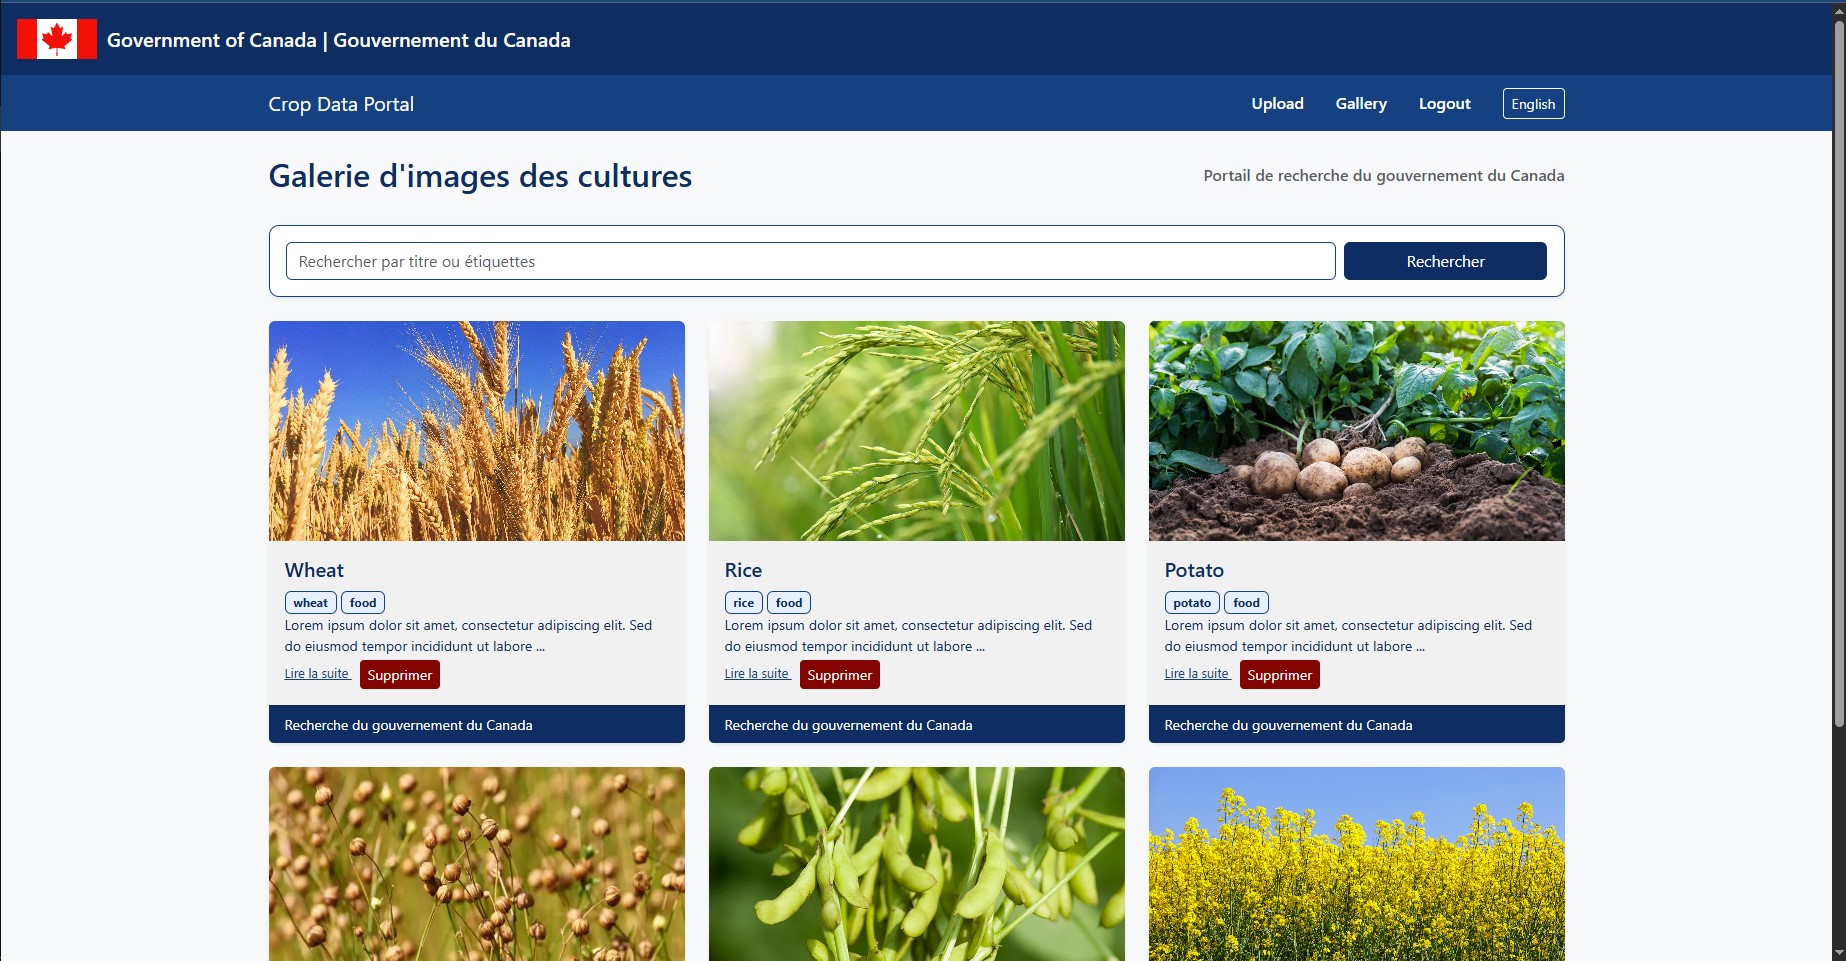 Government of Canada | Gouvernement du Canada
Crop Data Portal
Upload
Gallery
Logout
English
Galerie d'images des cultures
Portail de recherche du gouvernement du Canada
Rechercher par titre ou étiquettes
Rechercher
Wheat
wheat food
Lorem ipsum dolor sit amet, consectetur adipiscing elit. Sed
do eiusmod tempor incididunt ut labore ...
Lire la suite Supprimer
Recherche du gouvernement du Canada
Rice
rice food
Lorem ipsum dolor sit amet, consectetur adipiscing elit. Sed
do eiusmod tempor incididunt ut labore ...
Lire la suite Supprimer
Recherche du gouvernement du Canada
Potato
potato food
Lorem ipsum dolor sit amet, consectetur adipiscing elit. Sed
do eiusmod tempor incididunt ut labore ...
Lire la suite Supprimer
Recherche du gouvernement du Canada